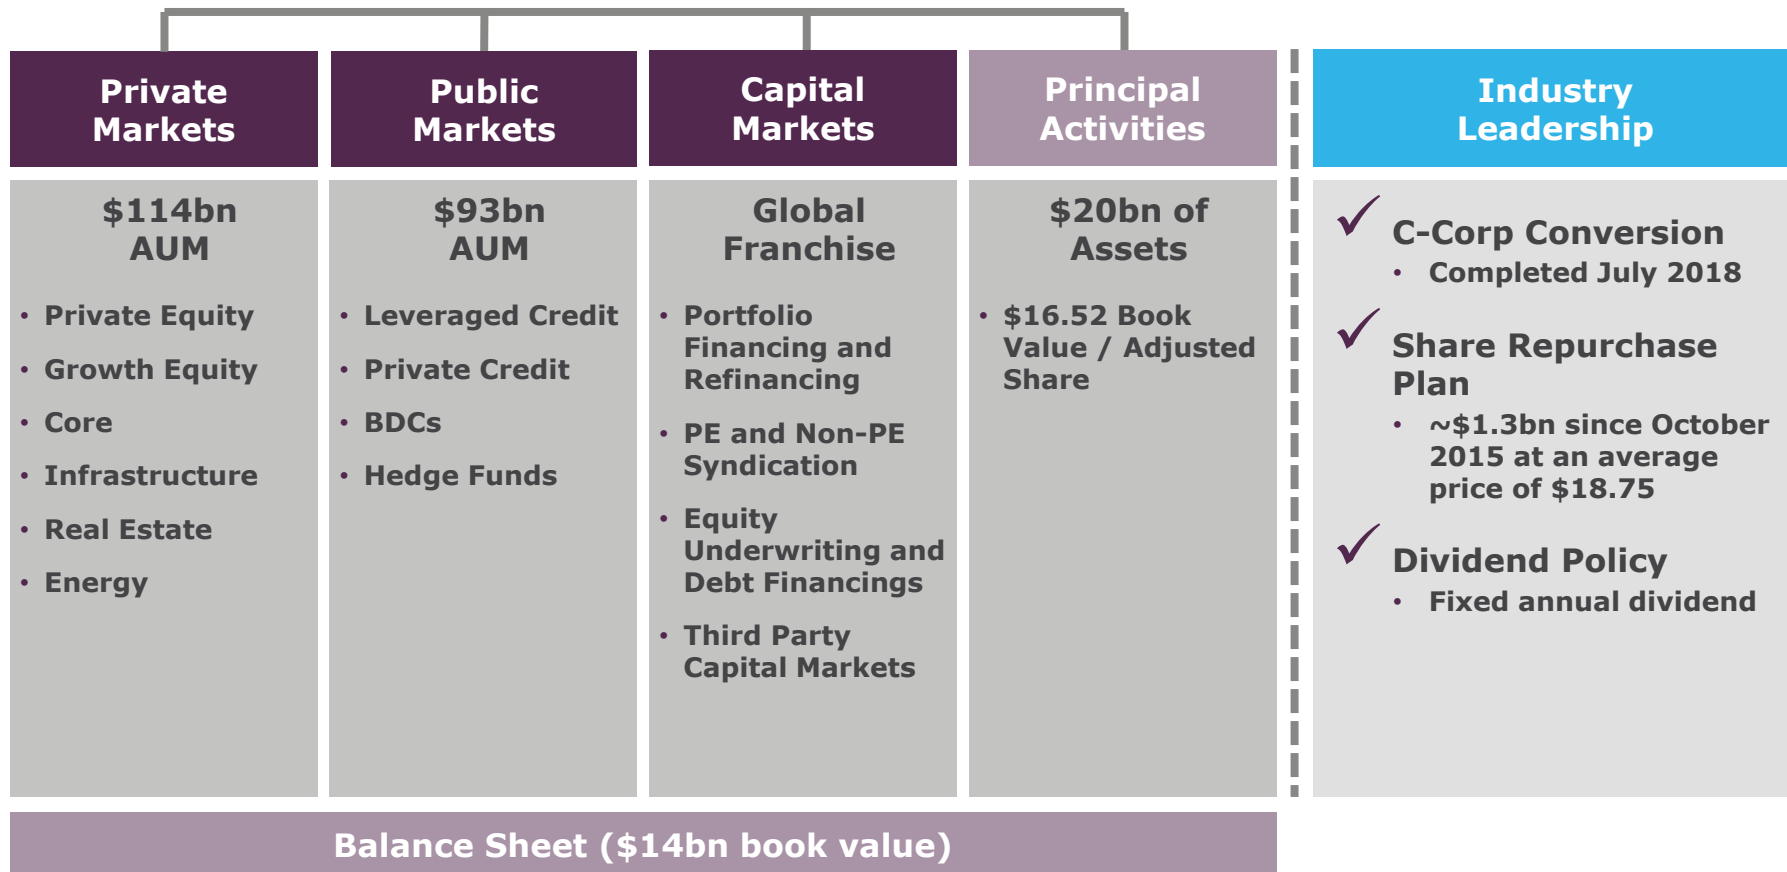 Private
Markets
Public
Markets
Capital
Markets
Principal
Activities
Industry
Leadership
$114bn
AUM
• Private Equity
• Growth Equity
• Core
• Infrastructure
• Real Estate
• Energy
$93bn
AUM
• Leveraged Credit
• Private Credit
• BDCs
• Hedge Funds
Global
Franchise
• Portfolio
Financing and
Refinancing
• PE and Non-PE
Syndication
• Equity
Underwriting and
Debt Financings
• Third Party
Capital Markets
$20bn of
Assets
• $16.52 Book
Value / Adjusted
Share
✓ C-Corp Conversion
• Completed July 2018
✓ Share Repurchase
Plan
• ~$1.3bn since October
2015 at an average
price of $18.75
✓ Dividend Policy
• Fixed annual dividend
Balance Sheet ($14bn book value)